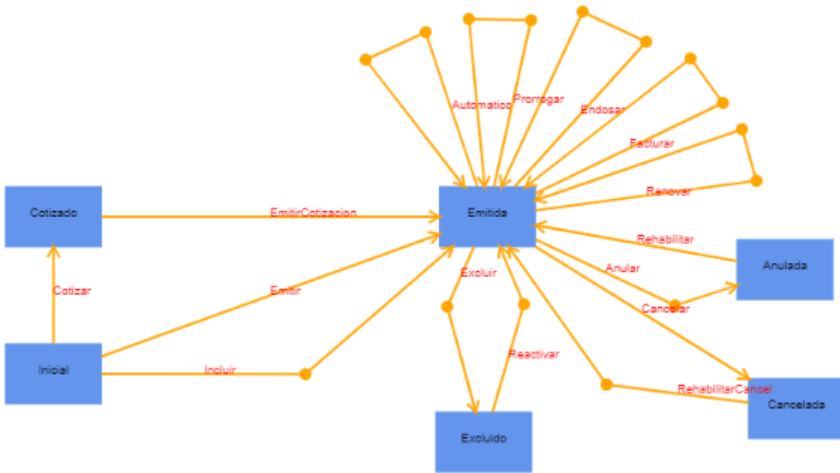 Automatico
Prorrogar
Endosar
Facturar
Renovar
Cotizado
EmitirCotizacion
Emitida
Rehabilitar
Anular
Anulada
Excluir
Cotizar
Emitir
Cancelar
Inicial
Incluir
Reactivar
RehabilitarCancel
Cancelada
Excluido